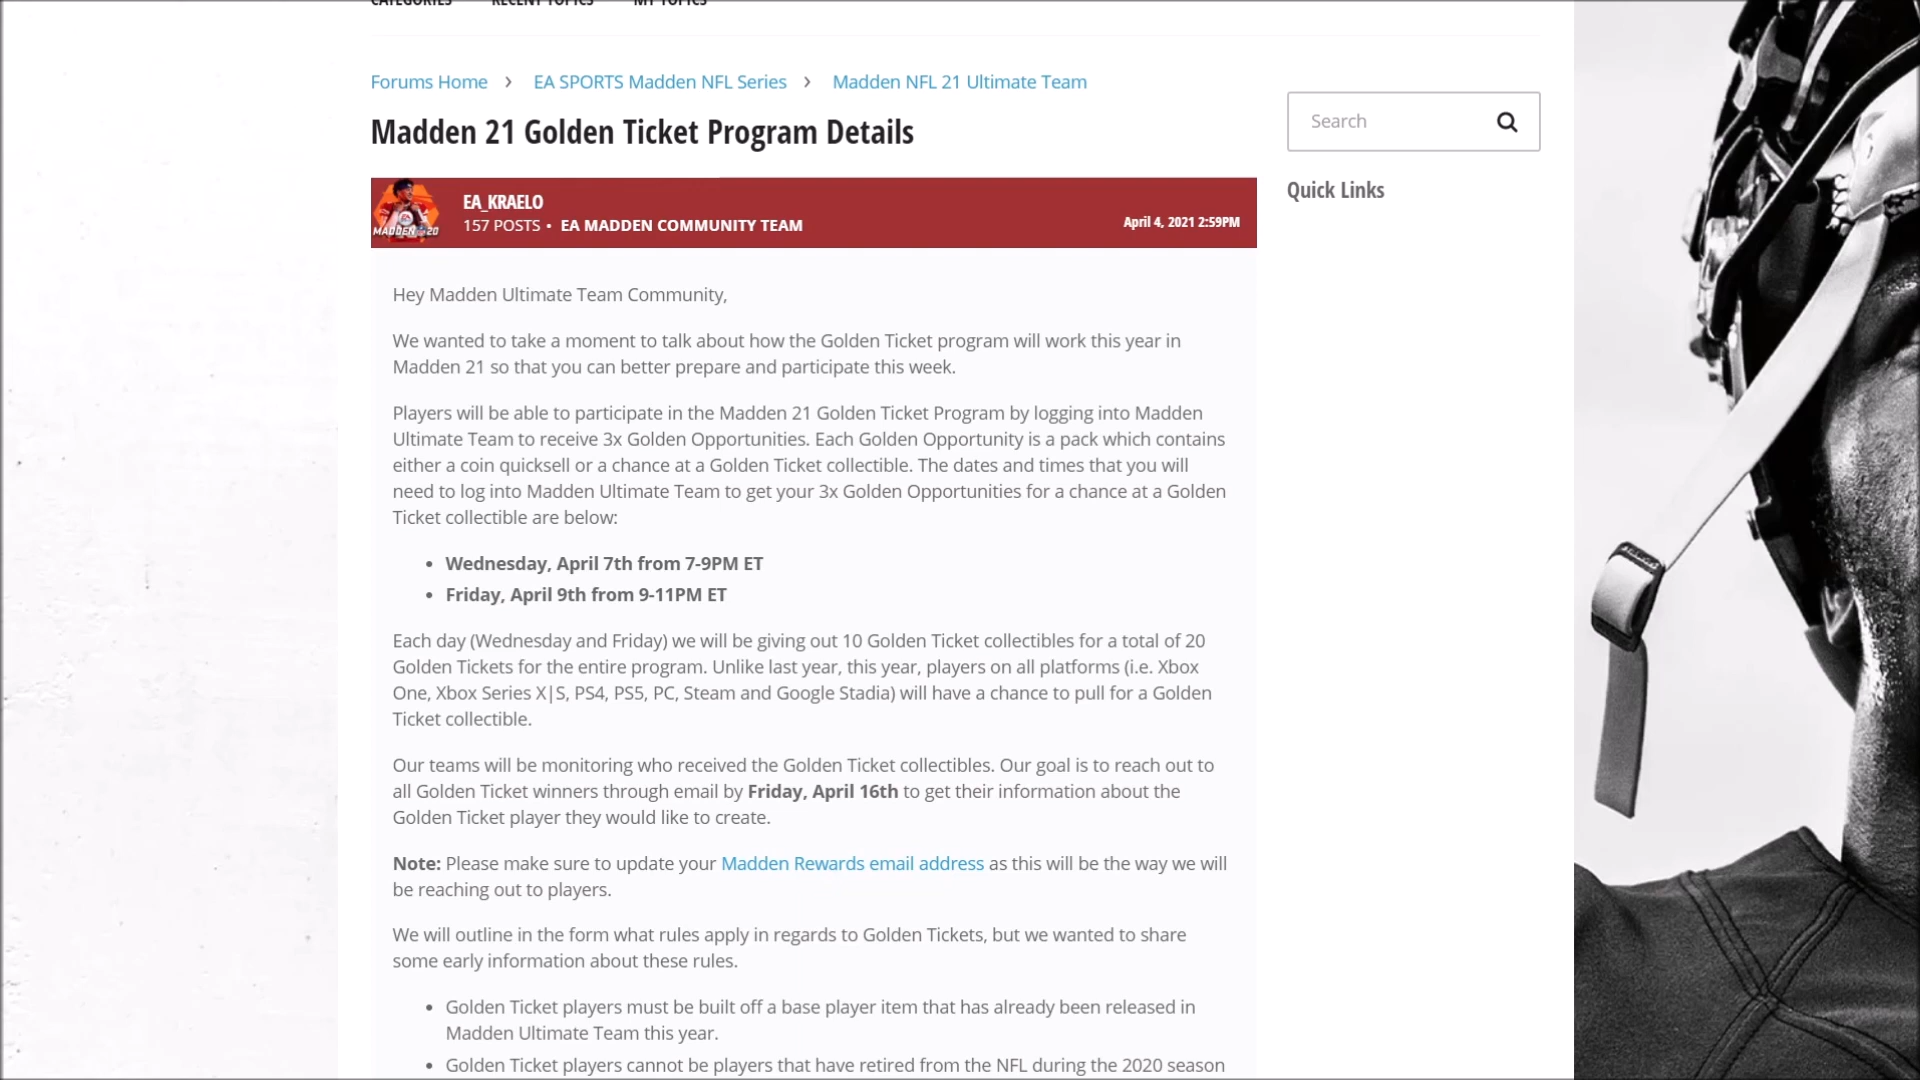 CATEGORIES RECENT TOPICS MY TOPICS
Forums Home > EA SPORTS Madden NFL Series > Madden NFL 21 Ultimate Team
Search
Madden 21 Golden Ticket Program Details
Quick Links
EA_KRAELO
157 POSTS • EA MADDEN COMMUNITY TEAM
April 4, 2021 2:59PM
MADDEN 20
Hey Madden Ultimate Team Community,
We wanted to take a moment to talk about how the Golden Ticket program will work this year in
Madden 21 so that you can better prepare and participate this week.
Players will be able to participate in the Madden 21 Golden Ticket Program by logging into Madden
Ultimate Team to receive 3x Golden Opportunities. Each Golden Opportunity is a pack which contains
either a coin quicksell or a chance at a Golden Ticket collectible. The dates and times that you will
need to log into Madden Ultimate Team to get your 3x Golden Opportunities for a chance at a Golden
Ticket collectible are below:
• Wednesday, April 7th from 7-9PM ET
• Friday, April 9th from 9-11PM ET
Each day (Wednesday and Friday) we will be giving out 10 Golden Ticket collectibles for a total of 20
Golden Tickets for the entire program. Unlike last year, this year, players on all platforms (i.e. Xbox
One, Xbox Series X|S, PS4, PS5, PC, Steam and Google Stadia) will have a chance to pull for a Golden
Ticket collectible.
Our teams will be monitoring who received the Golden Ticket collectibles. Our goal is to reach out to
all Golden Ticket winners through email by Friday, April 16th to get their information about the
Golden Ticket player they would like to create.
Note: Please make sure to update your Madden Rewards email address as this will be the way we will
be reaching out to players.
We will outline in the form what rules apply in regards to Golden Tickets, but we wanted to share
some early information about these rules.
• Golden Ticket players must be built off a base player item that has already been released in
Madden Ultimate Team this year.
• Golden Ticket players cannot be players that have retired from the NFL during the 2020 season